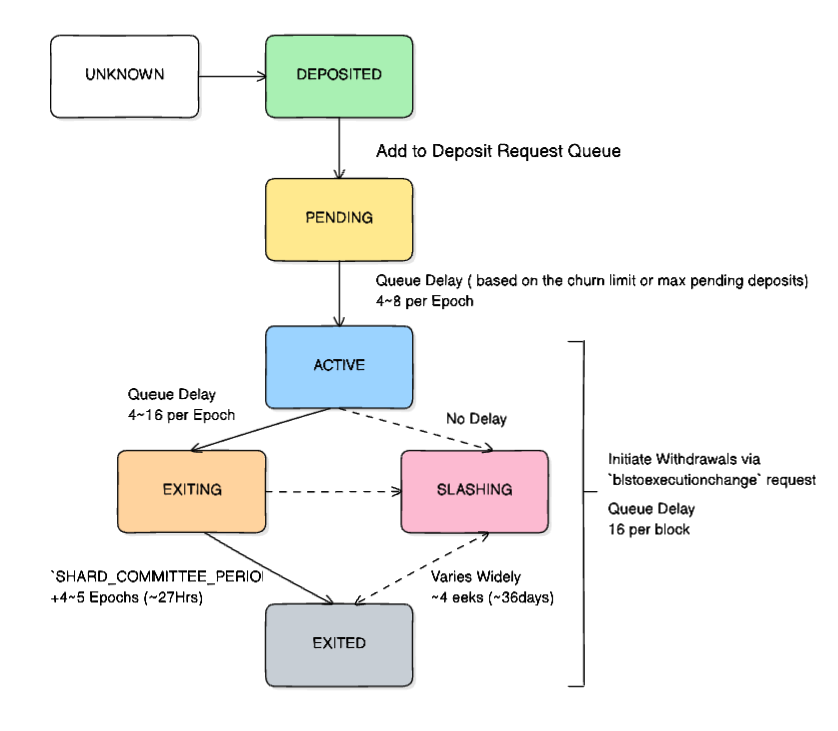 UNKNOWN
DEPOSITED
Add to Deposit Request Queue
PENDING
Queue Delay ( based on the churn limit or max pending deposits)
4~8 per Epoch
ACTIVE
Queue Delay
4~16 per Epoch
No Delay
EXITING
SLASHING
Initiate Withdrawals via
`blstoexecutionchange` request
Queue Delay
16 per block
`SHARD_COMMITTEE_PERIOI
+4~5 Epochs (~27Hrs)
Varies Widely
~4 eeks (~36days)
EXITED